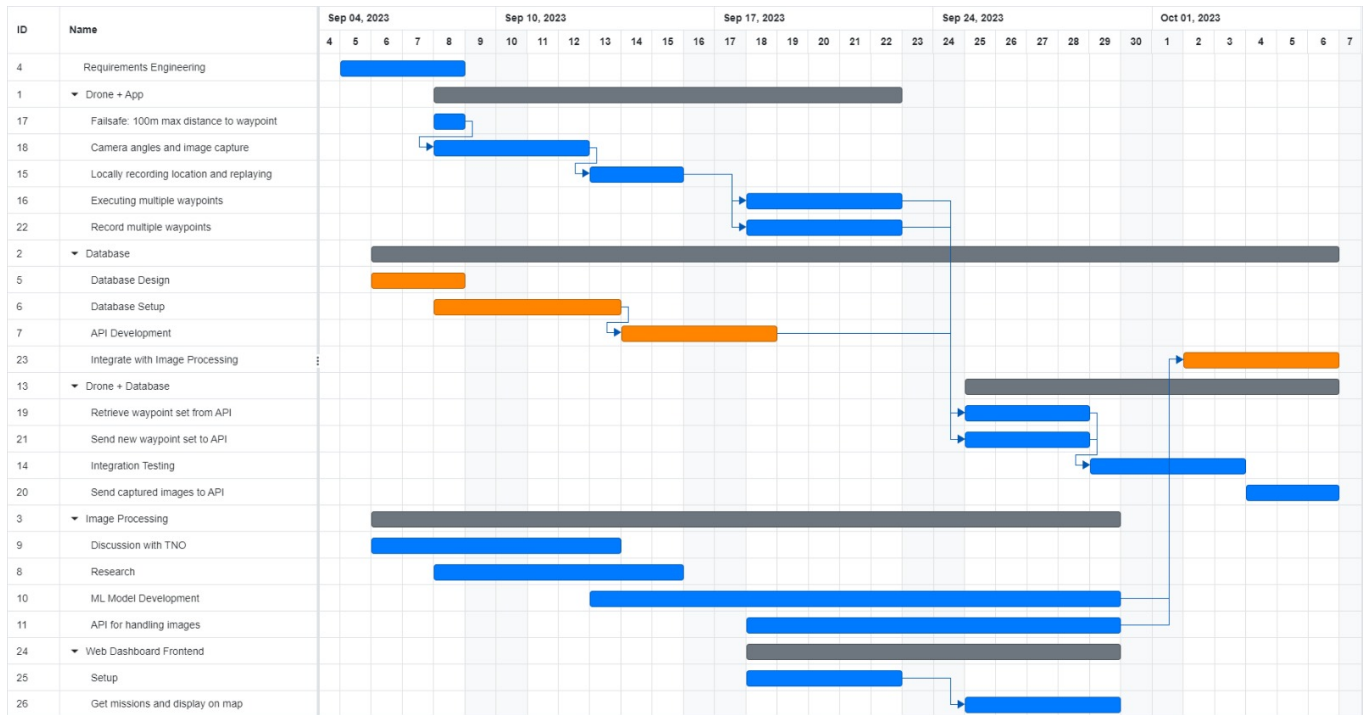 ID Name Sep 04, 2023 Sep 10, 2023 Sep 17, 2023 Sep 24, 2023 Oct 01, 2023
4 5 6 7 8 9 10 11 12 13 14 15 16 17 18 19 20 21 22 23 24 25 26 27 28 29 30 1 2 3 4 5 6 7
4 Requirements Engineering
1 Drone + App
17 Failsafe: 100m max distance to waypoint
18 Camera angles and image capture
15 Locally recording location and replaying
16 Executing multiple waypoints
22 Record multiple waypoints
2 Database
5 Database Design
6 Database Setup
7 API Development
23 Integrate with Image Processing
13 Drone + Database
19 Retrieve waypoint set from API
21 Send new waypoint set to API
14 Integration Testing
20 Send captured images to API
3 Image Processing
9 Discussion with TNO
8 Research
10 ML Model Development
11 API for handling images
24 Web Dashboard Frontend
25 Setup
26 Get missions and display on map